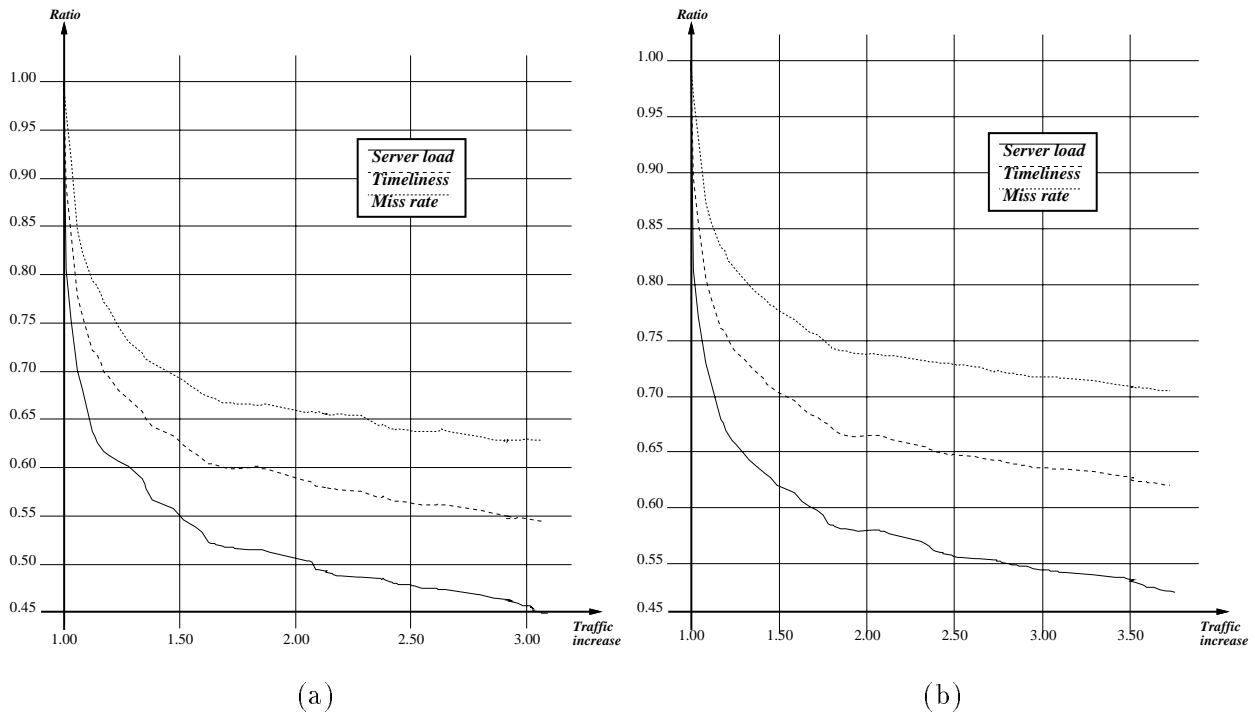 Ratio
1.00
0.95
0.90
0.85
0.80
0.75
0.70
0.65
0.60
0.55
0.50
0.45
Server load
Timeliness
Miss rate
1.00 1.50 2.00 2.50 3.00
Traffic
increase
(a)
Ratio
1.00
0.95
0.90
0.85
0.80
0.75
0.70
0.65
0.60
0.55
0.45
Server load
Timeliness
Miss rate
1.00 1.50 2.00 2.50 3.00 3.50
Traffic
increase
(b)